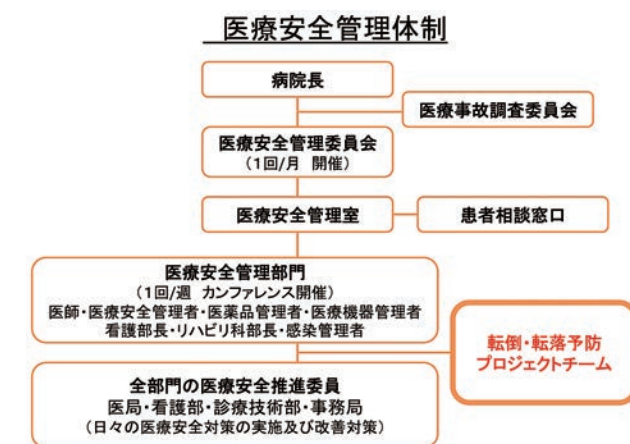 医療安全管理体制
病院長
医療事故調査委員会
医療安全管理委員会
（1回/月　開催）
医療安全管理室
患者相談窓口
医療安全管理部門
（1回/週　カンファレンス開催）
医師・医療安全管理者・医薬品管理者・医療機器管理者
看護部長・リハビリ科部長・感染管理者
転倒・転落予防
プロジェクトチーム
全部門の医療安全推進委員
医局・看護部・診療技術部・事務局
（日々の医療安全対策の実施及び改善対策）